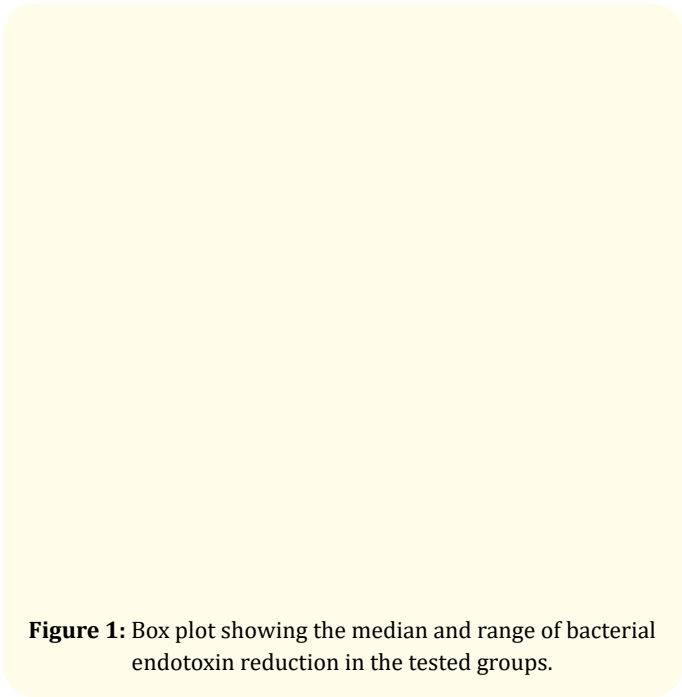 Figure 1: Box plot showing the median and range of bacterial
endotoxin reduction in the tested groups.